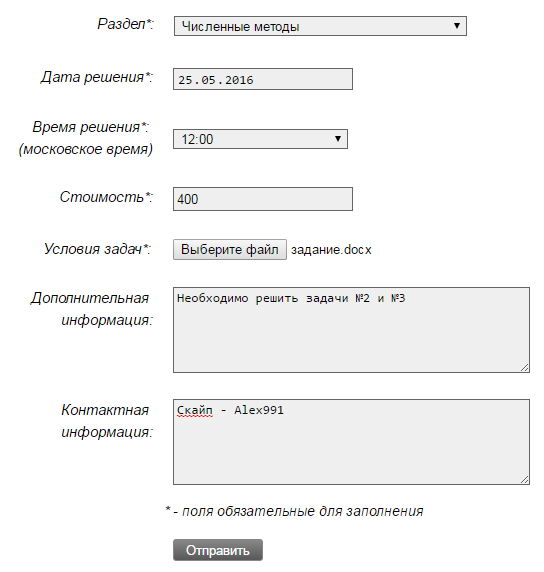 Раздел*: Численные методы
Дата решения*: 25.05.2016
Время решения*:
(московское время) 12:00
Стоимость*: 400
Условия задач*: Выберите файл задание.docx
Дополнительная
информация: Необходимо решить задачи №2 и №3
Контактная
информация: Скайп - Alex991
* - поля обязательные для заполнения
Отправить